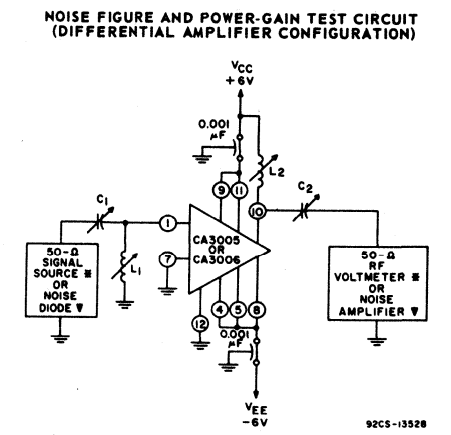 NOISE FIGURE AND POWER-GAIN TEST CIRCUIT
(DIFFERENTIAL AMPLIFIER CONFIGURATION)
VCC
+6V
0.001
μF
L2
C1
C2
9
11
10
1
CA3005
OR
CA3006
7
L1
50-Ω
SIGNAL
SOURCE ⁕
OR
NOISE
DIODE ▼
50-Ω
RF
VOLTMETER ⁕
OR
NOISE
AMPLIFIER ▼
12
4
5
8
0.001
μF
VEE
-6V
92CS-13528